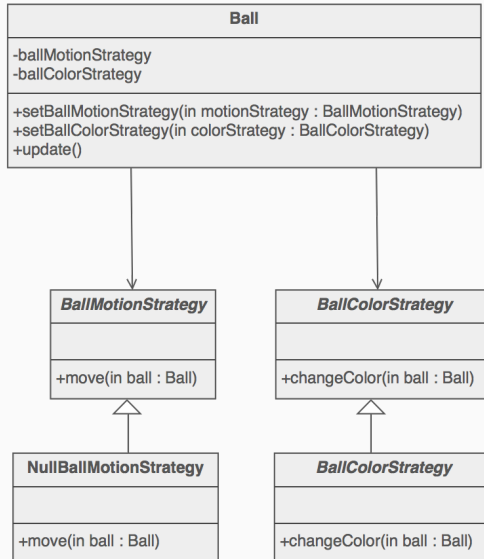 Ball
-ballMotionStrategy
-ballColorStrategy
+setBallMotionStrategy(in motionStrategy : BallMotionStrategy)
+setBallColorStrategy(in colorStrategy : BallColorStrategy)
+update()
BallMotionStrategy
+move(in ball : Ball)
BallColorStrategy
+changeColor(in ball : Ball)
NullBallMotionStrategy
+move(in ball : Ball)
BallColorStrategy
+changeColor(in ball : Ball)